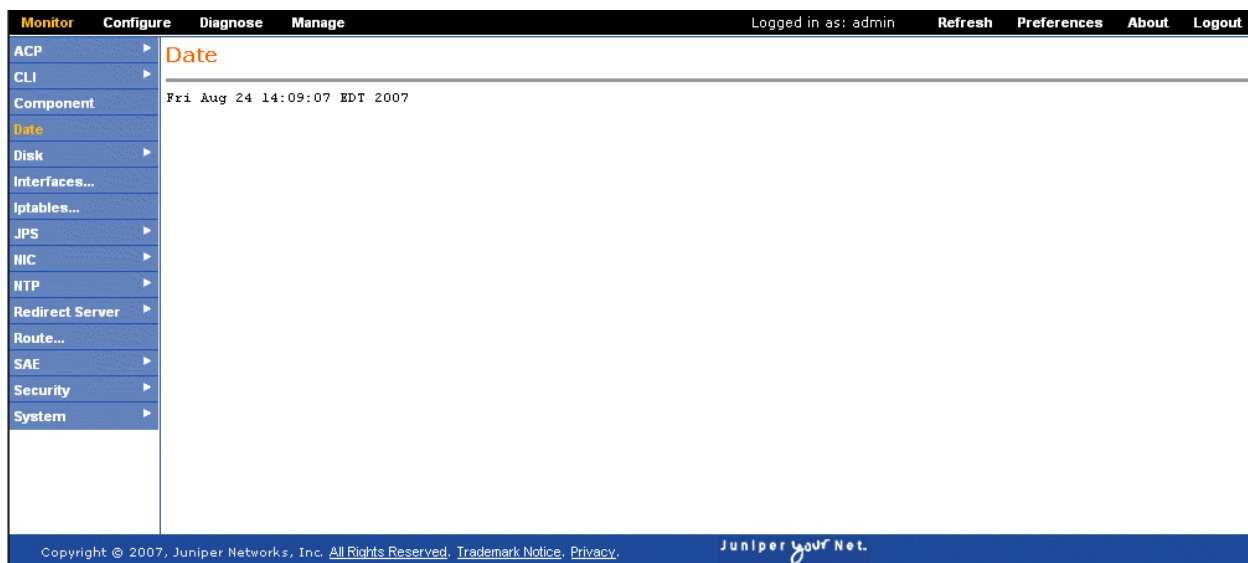 Monitor Configure Diagnose Manage Logged in as: admin Refresh Preferences About Logout
ACP
CLI
Component
Date
Disk
Interfaces...
Iptables...
JPS
NIC
NTP
Redirect Server
Route...
SAE
Security
System
Date
Fri Aug 24 14:09:07 EDT 2007
Copyright © 2007, Juniper Networks, Inc. All Rights Reserved. Trademark Notice. Privacy.
Juniper your Net.